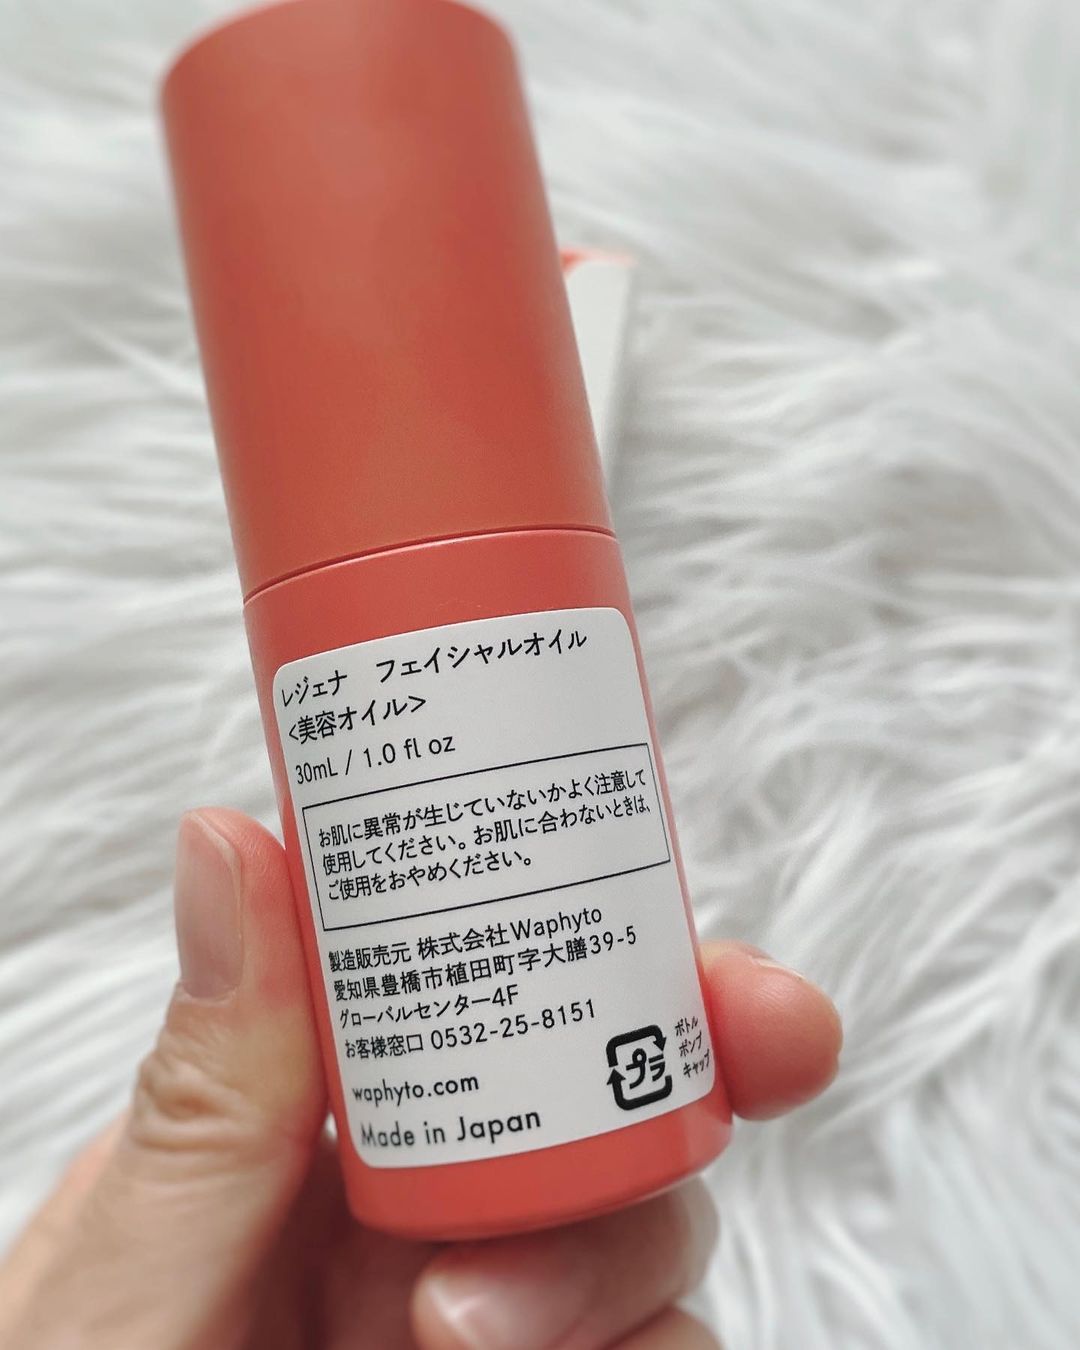 レジェナ　フェイシャルオイル
<美容オイル>
30mL / 1.0 fl oz
お肌に異常が生じていないかよく注意して
使用してください。お肌に合わないときは、
ご使用をおやめください。
製造販売元 株式会社Waphyto
愛知県豊橋市植田町字大膳39-5
グローバルセンター4F
お客様窓口 0532-25-8151
waphyto.com
Made in Japan
プラ
ボトル
ポンプ
キャップ